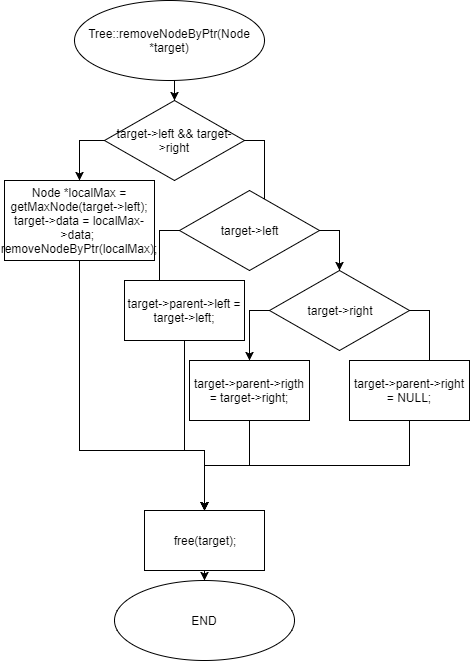 Tree::removeNodeByPtr(Node
*target)
target->left && target-
>right
Node *localMax =
getMaxNode(target->left);
target->data = localMax-
>data;
removeNodeByPtr(localMax);
target->left
target->parent->left =
target->left;
target->right
target->parent->rigth
= target->right;
target->parent->right
= NULL;
free(target);
END